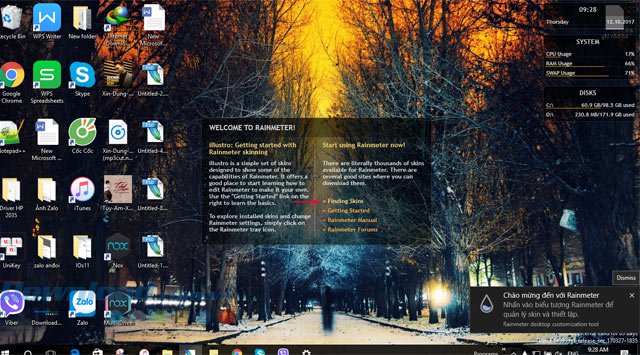 09:28
Thursday
12.10.2017
SYSTEM
CPU Usage 17%
RAM Usage 66%
SWAP Usage 71%
DISKS
C:\ 60.9 GB/98.5 GB used
D:\ 230.8 MB/171.9 GB used
Recycle Bin
WPS Writer
New folder
Internet
New
Microsoft ...
Google
Chrome
WPS
Spreadsheets
Skype
Xin-Dung-...
Untitled-2...
Notepad++
New
Microsoft ...
Cốc Cốc
Xin-Dung-...
[mp3cut.n...
Untitled-4...
Driver HP
2035
Ảnh Zalo
iTunes
Tuy-Am-X...
Untitled-8...
UniKey
zalo andoi
IOs11
Nox
Untitled-1...
Viber
Download...
Zalo
MultiDrive
WELCOME TO RAINMETER!
illustro: Getting started with
Rainmeter skinning
illustro is a simple set of skins
designed to show some of the
capabilities of Rainmeter. It offers a
good place to start learning how to
edit Rainmeter to make it your own.
Use the "Getting Started" link on the
right to learn the basics.
To explore installed skins and change
Rainmeter settings, simply click on
the Rainmeter tray icon.
Start using Rainmeter now!
There are literally thousands of skins
available for Rainmeter. There are
several good sites where you can
download them.
» Finding Skins
» Getting Started
» Rainmeter Manual
» Rainmeter Forums
Dismiss
Chào mừng đến với Rainmeter
Nhấn vào biểu tượng Rainmeter để
quản lý skin và thiết lập.
Rainmeter desktop customization tool
Programs
ENG
9:28 AM